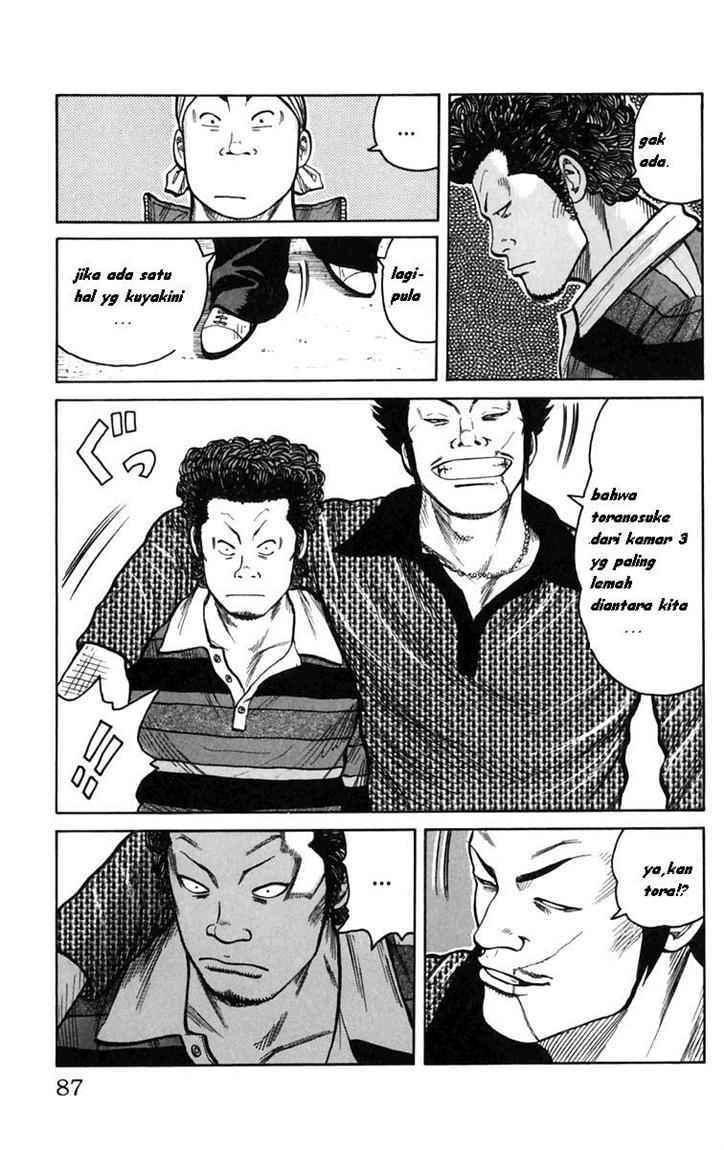 gak
ada.
...
lagi-
pula
jika ada satu
hal yg kuyakini
...
ぐっ
bahwa
toranosuke
dari kamar 3
yg paling
lemah
diantara kita
...
!!
ya,kan
tora!?
...
87